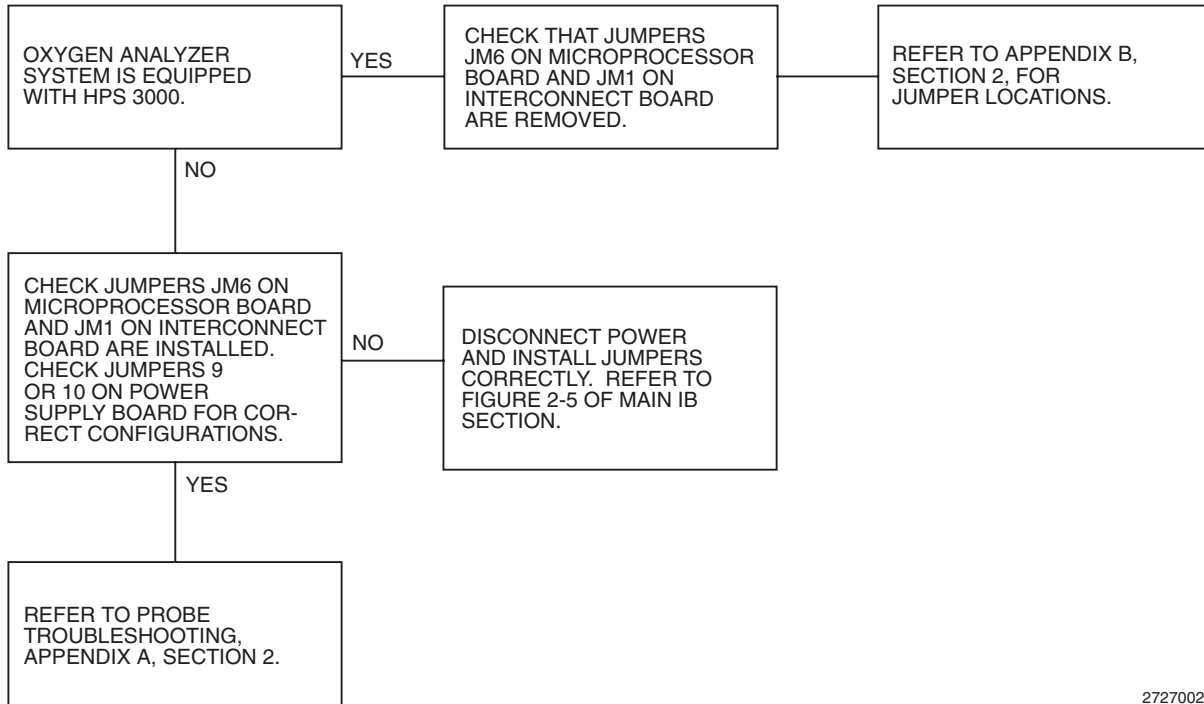 OXYGEN ANALYZER
SYSTEM IS EQUIPPED
WITH HPS 3000.
YES
CHECK THAT JUMPERS
JM6 ON MICROPROCESSOR
BOARD AND JM1 ON
INTERCONNECT BOARD
ARE REMOVED.
REFER TO APPENDIX B,
SECTION 2, FOR
JUMPER LOCATIONS.
NO
CHECK JUMPERS JM6 ON
MICROPROCESSOR BOARD
AND JM1 ON INTERCONNECT
BOARD ARE INSTALLED.
CHECK JUMPERS 9
OR 10 ON POWER
SUPPLY BOARD FOR COR-
RECT CONFIGURATIONS.
NO
DISCONNECT POWER
AND INSTALL JUMPERS
CORRECTLY.  REFER TO
FIGURE 2-5 OF MAIN IB
SECTION.
YES
REFER TO PROBE
TROUBLESHOOTING,
APPENDIX A, SECTION 2.
2727002